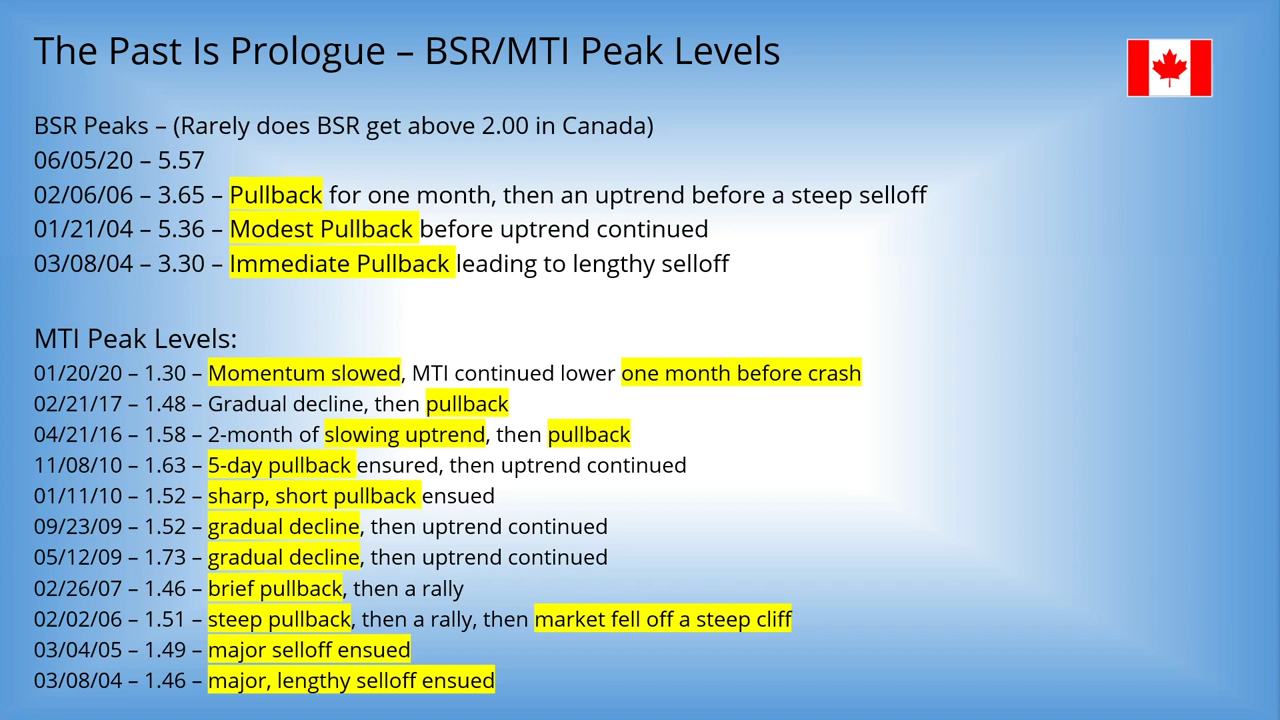 The Past Is Prologue – BSR/MTI Peak Levels
BSR Peaks – (Rarely does BSR get above 2.00 in Canada)
06/05/20 – 5.57
02/06/06 – 3.65 – Pullback for one month, then an uptrend before a steep selloff
01/21/04 – 5.36 – Modest Pullback before uptrend continued
03/08/04 – 3.30 – Immediate Pullback leading to lengthy selloff
MTI Peak Levels:
01/20/20 – 1.30 – Momentum slowed, MTI continued lower one month before crash
02/21/17 – 1.48 – Gradual decline, then pullback
04/21/16 – 1.58 – 2-month of slowing uptrend, then pullback
11/08/10 – 1.63 – 5-day pullback ensured, then uptrend continued
01/11/10 – 1.52 – sharp, short pullback ensued
09/23/09 – 1.52 – gradual decline, then uptrend continued
05/12/09 – 1.73 – gradual decline, then uptrend continued
02/26/07 – 1.46 – brief pullback, then a rally
02/02/06 – 1.51 – steep pullback, then a rally, then market fell off a steep cliff
03/04/05 – 1.49 – major selloff ensued
03/08/04 – 1.46 – major, lengthy selloff ensued